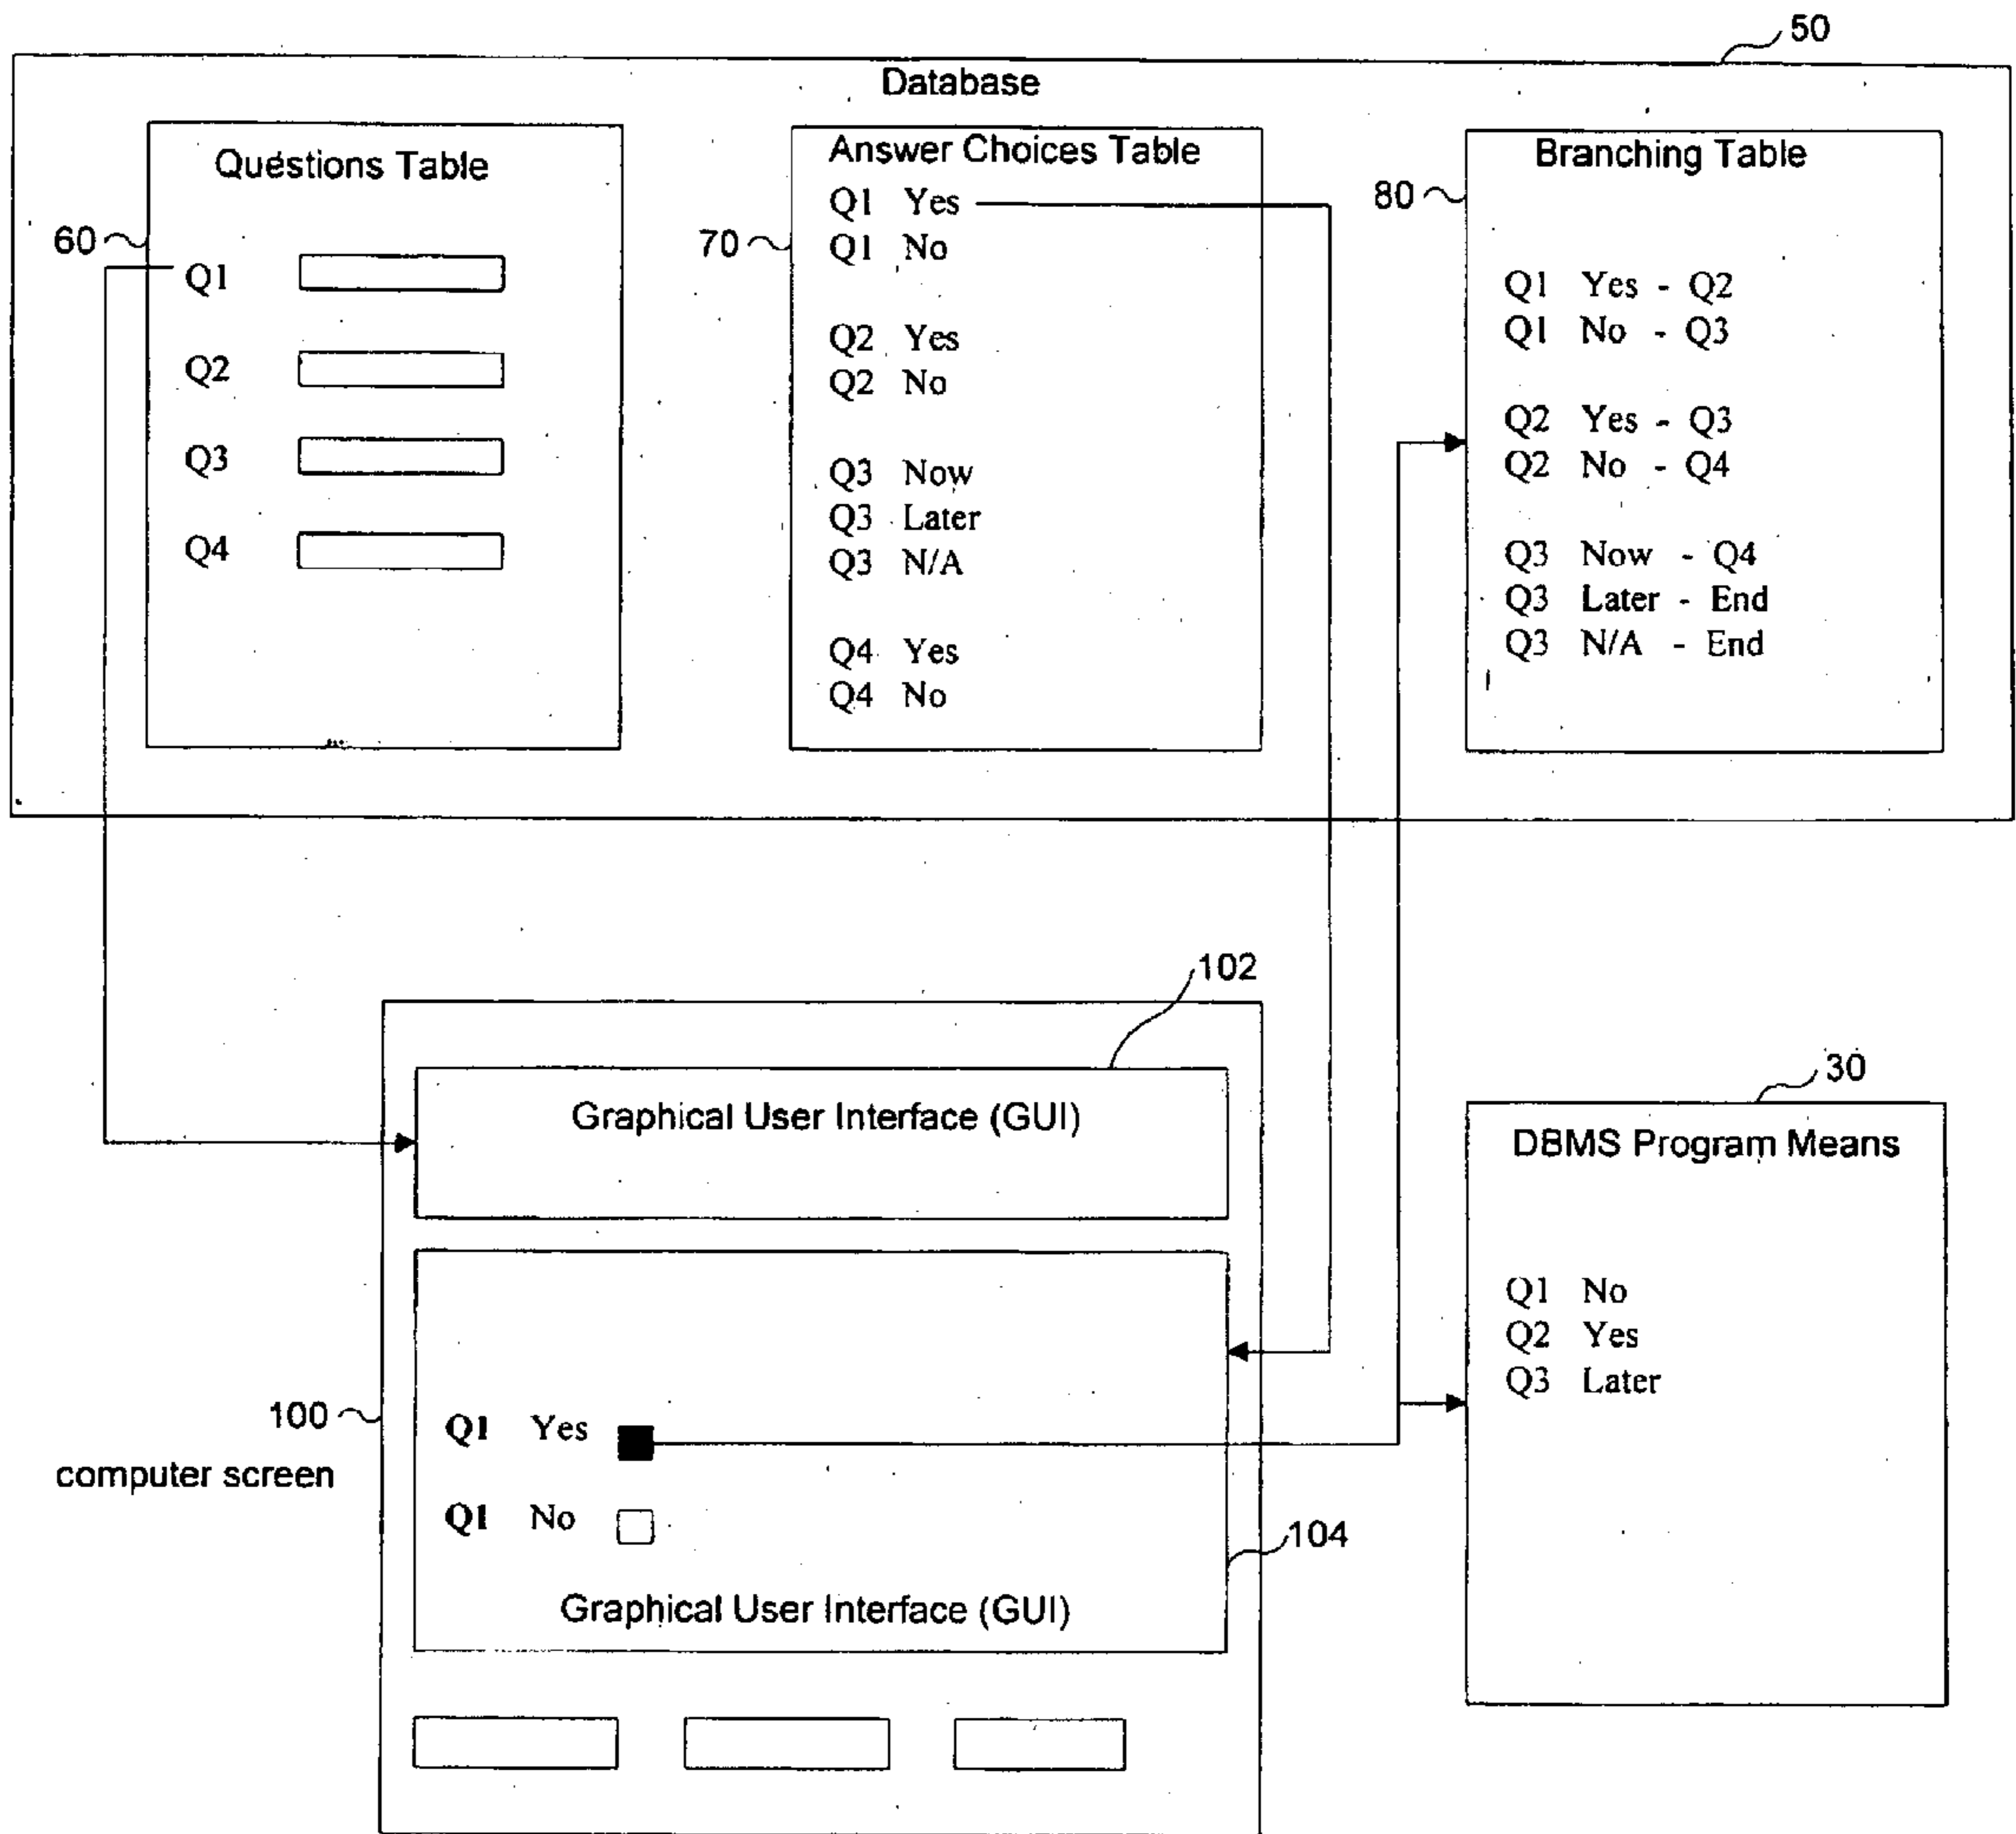 50
Database
Questions Table
60
Q1
Q2
Q3
Q4
Answer Choices Table
70
Q1 Yes
Q1 No
Q2 Yes
Q2 No
Q3 Now
Q3 Later
Q3 N/A
Q4 Yes
Q4 No
Branching Table
80
Q1 Yes - Q2
Q1 No - Q3
Q2 Yes - Q3
Q2 No - Q4
Q3 Now - Q4
Q3 Later - End
Q3 N/A - End
102
Graphical User Interface (GUI)
100
computer screen
Q1 Yes
Q1 No
104
Graphical User Interface (GUI)
30
DBMS Program Means
Q1 No
Q2 Yes
Q3 Later